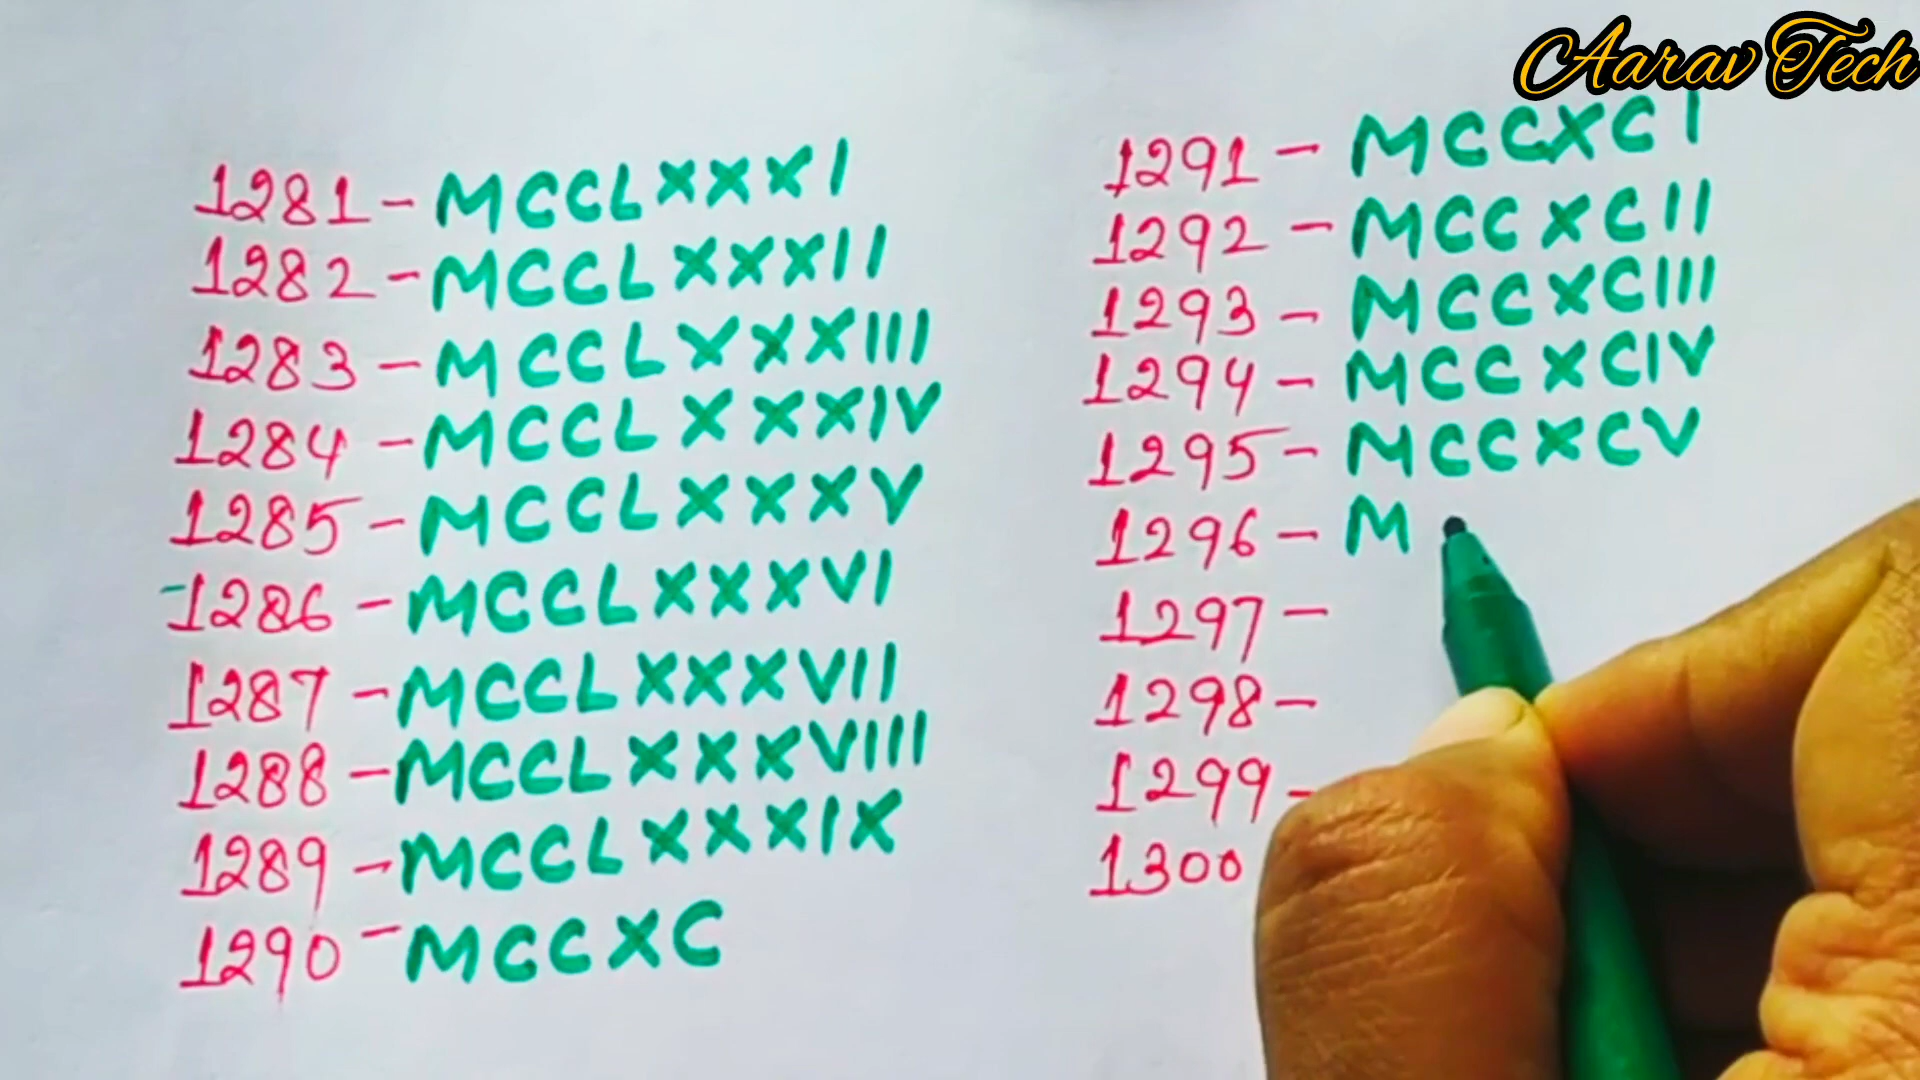 Aarav Tech
1281 - MCCLXXXI
1282 - MCCLXXXII
1283 - MCCLXXXIII
1284 - MCCLXXXIV
1285 - MCCLXXXV
1286 - MCCLXXXVI
1287 - MCCLXXXVII
1288 - MCCLXXXVIII
1289 - MCCLXXXIX
1290 - MCCXC
1291 - MCCXCI
1292 - MCCXCII
1293 - MCCXCIII
1294 - MCCXCIV
1295 - MCCXCV
1296 - M
1297 -
1298 -
1299 -
1300